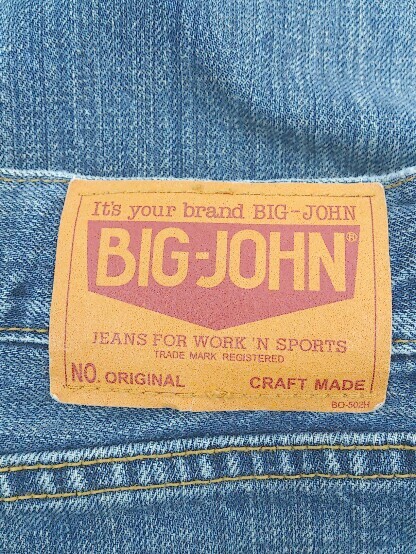 It's your brand BIG-JOHN
BIG-JOHN®
JEANS FOR WORK 'N SPORTS
TRADE MARK REGISTERED
NO. ORIGINAL CRAFT MADE
BO-502H